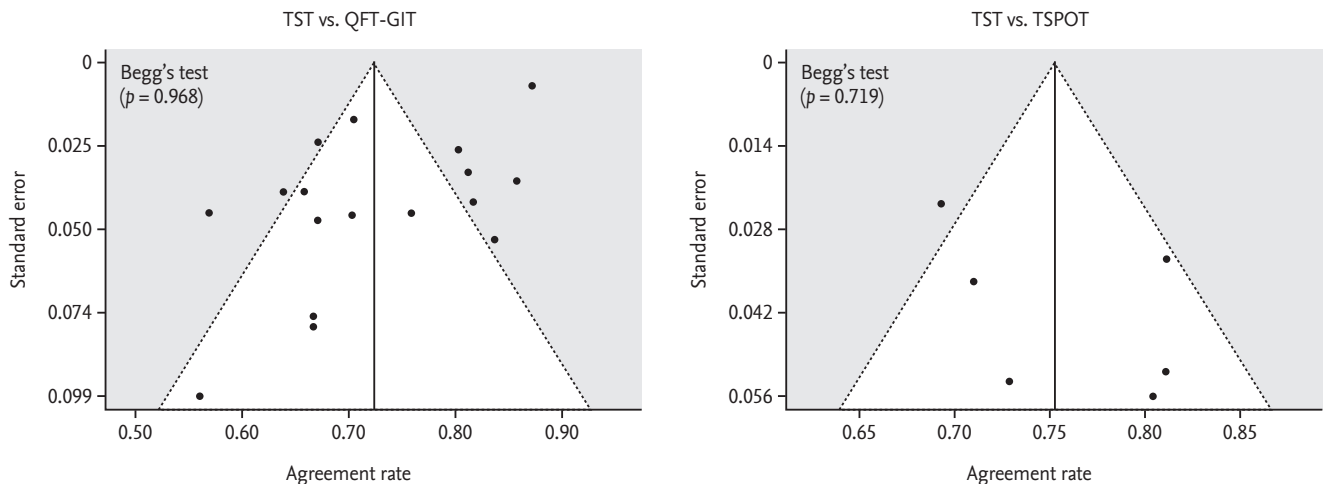 TST vs. QFT-GIT
Begg's test
(p = 0.968)
Standard error
0
0.025
0.050
0.074
0.099
0.50 0.60 0.70 0.80 0.90
Agreement rate
TST vs. TSPOT
Begg's test
(p = 0.719)
Standard error
0
0.014
0.028
0.042
0.056
0.65 0.70 0.75 0.80 0.85
Agreement rate